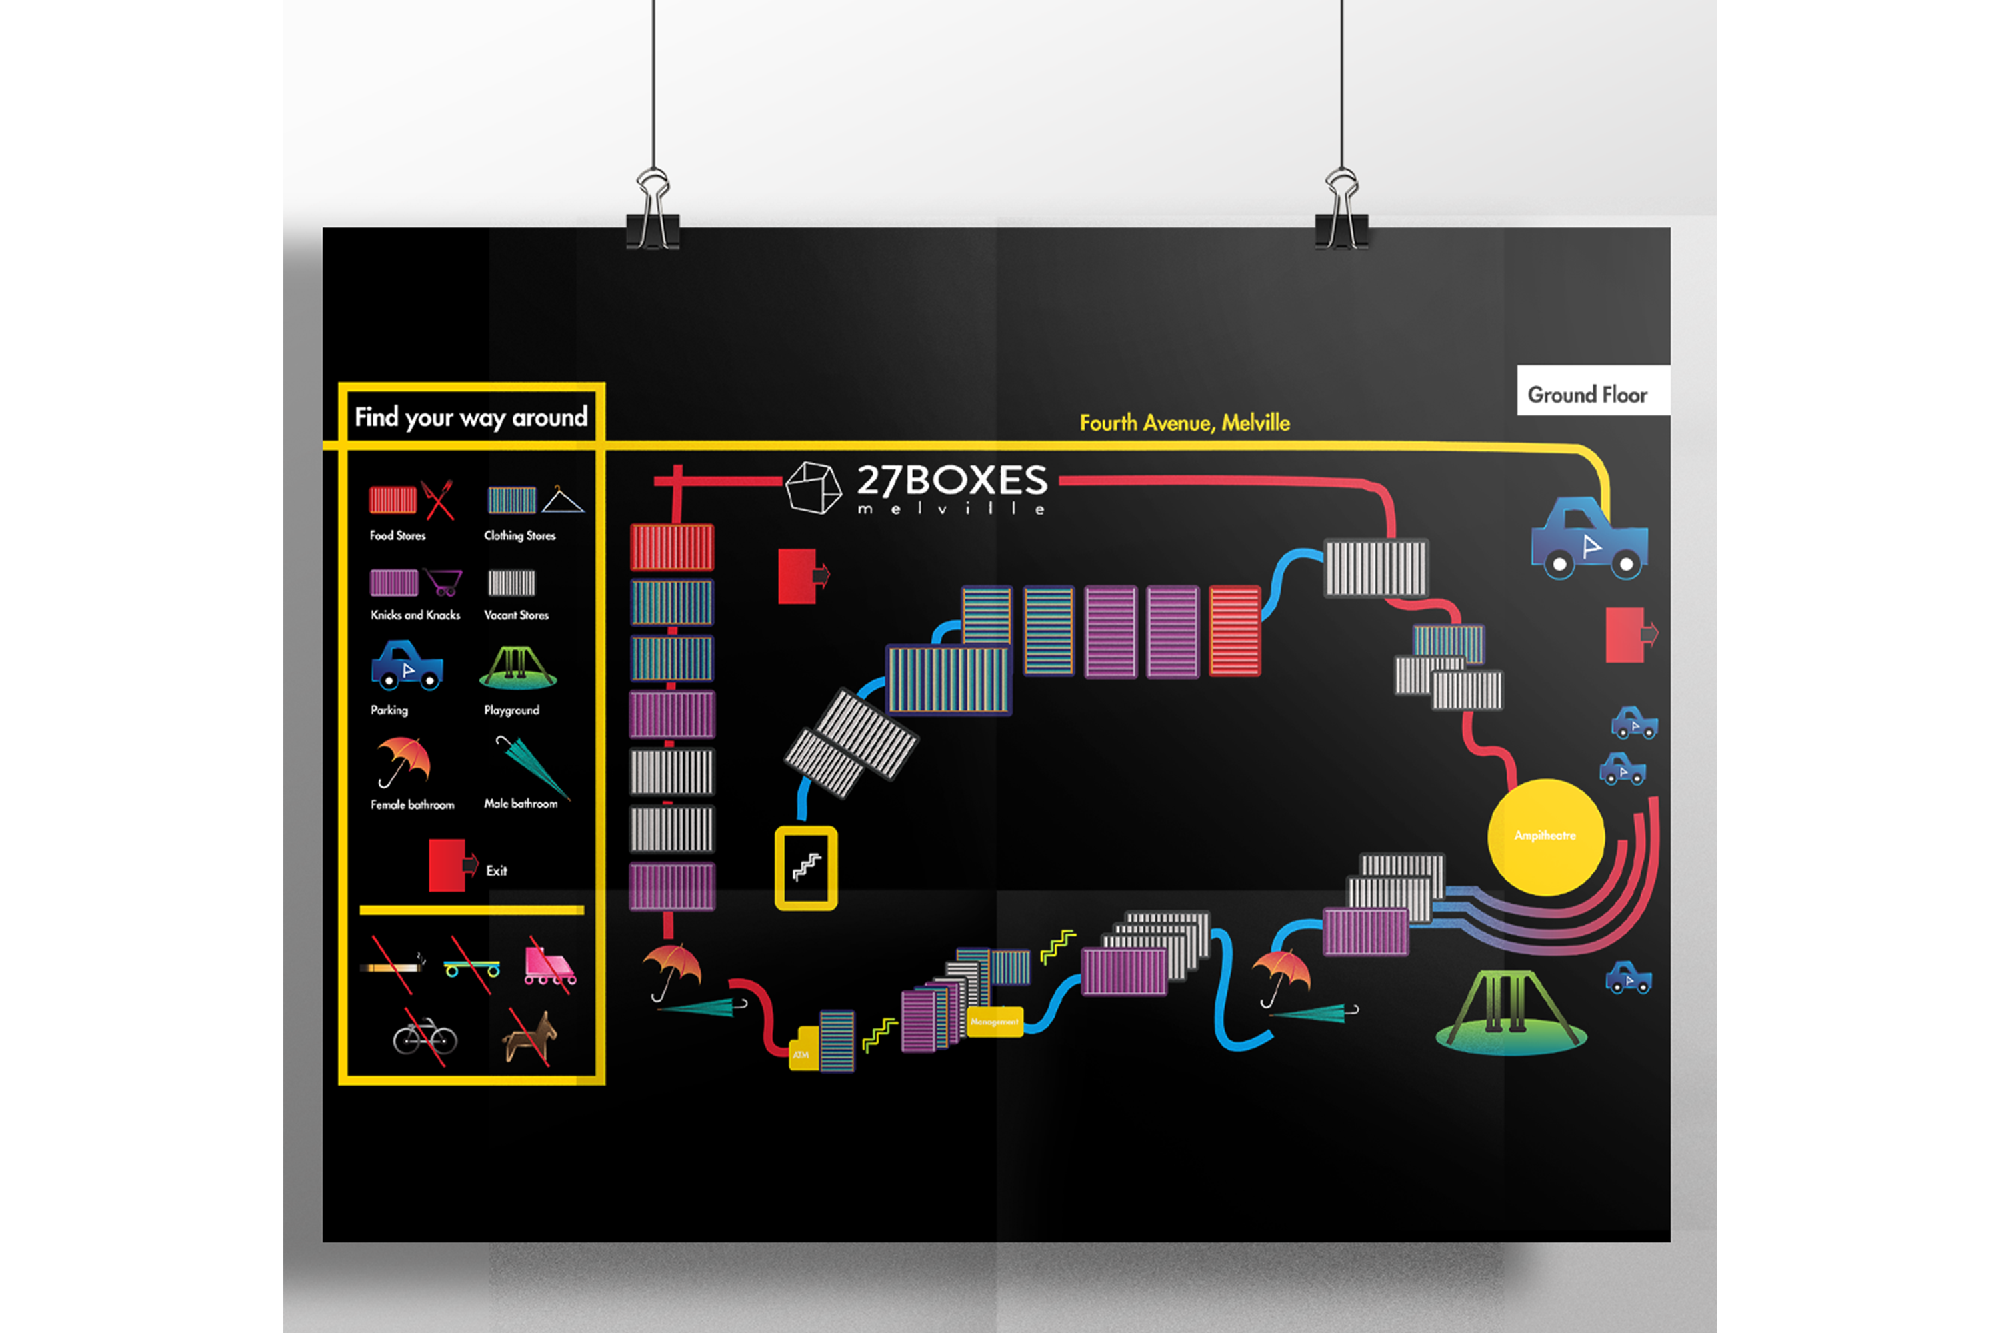 Ground Floor
Find your way around
Fourth Avenue, Melville
27BOXES
melville
Food Stores
Clothing Stores
Knicks and Knacks
Vacant Stores
Parking
Playground
Female bathroom
Male bathroom
Exit
P
Ampitheatre
Management
ATM